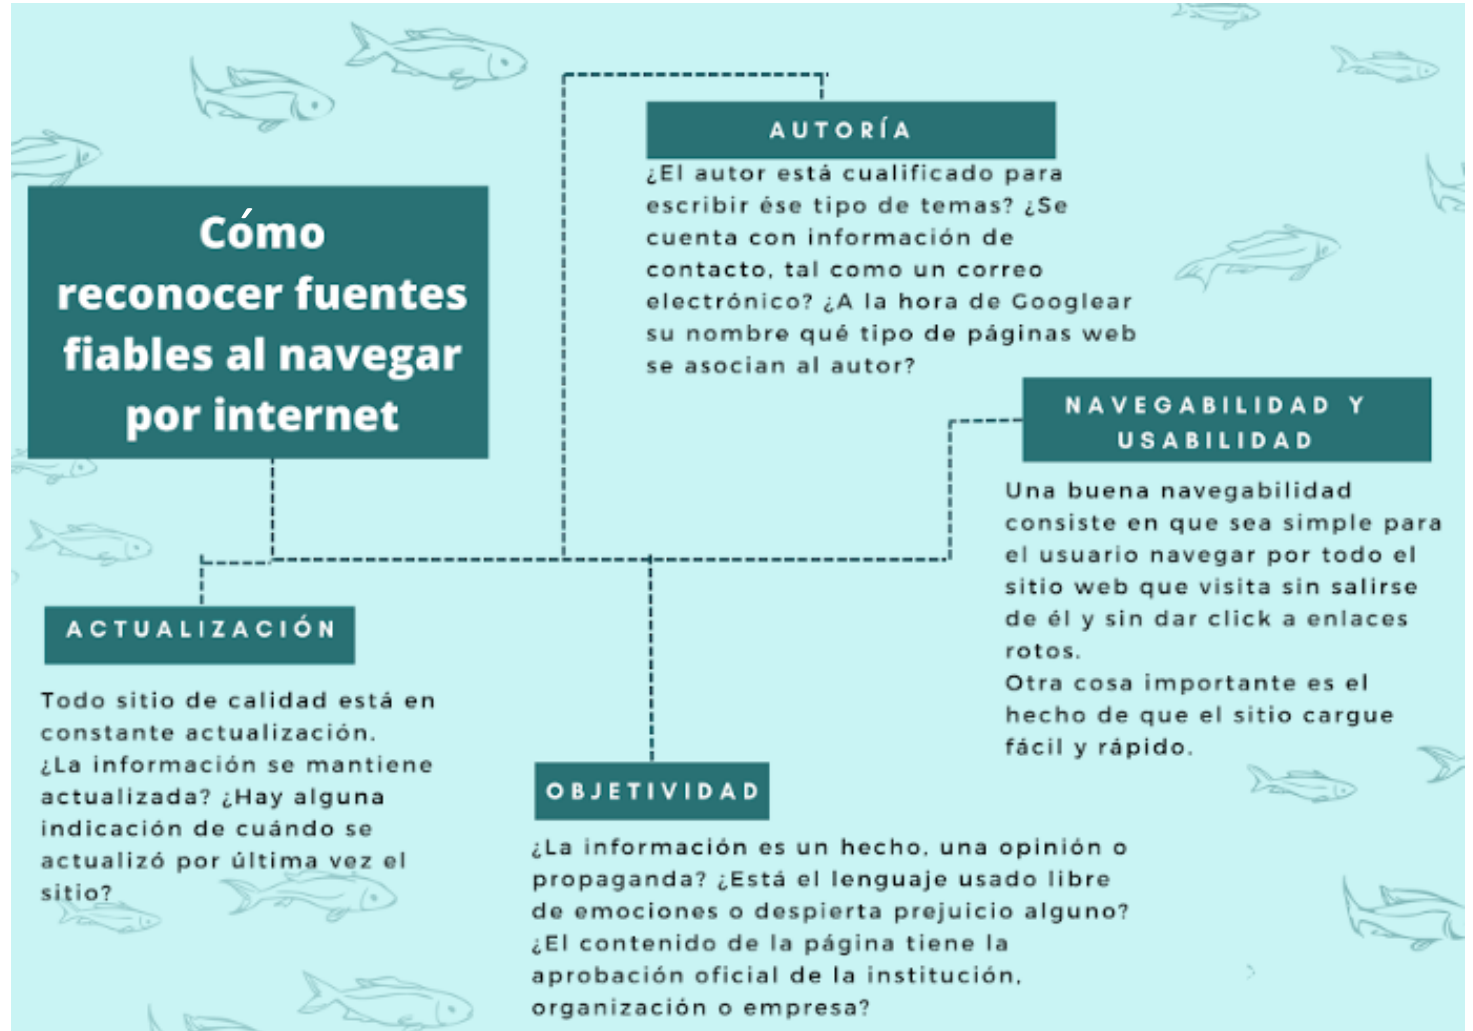 Cómo
reconocer fuentes
fiables al navegar
por internet
AUTORÍA
¿El autor está cualificado para
escribir ése tipo de temas? ¿Se
cuenta con información de
contacto, tal como un correo
electrónico? ¿A la hora de Googlear
su nombre qué tipo de páginas web
se asocian al autor?
NAVEGABILIDAD Y
USABILIDAD
Una buena navegabilidad
consiste en que sea simple para
el usuario navegar por todo el
sitio web que visita sin salirse
de él y sin dar click a enlaces
rotos.
Otra cosa importante es el
hecho de que el sitio cargue
fácil y rápido.
ACTUALIZACIÓN
Todo sitio de calidad está en
constante actualización.
¿La información se mantiene
actualizada? ¿Hay alguna
indicación de cuándo se
actualizó por última vez el
sitio?
OBJETIVIDAD
¿La información es un hecho, una opinión o
propaganda? ¿Está el lenguaje usado libre
de emociones o despierta prejuicio alguno?
¿El contenido de la página tiene la
aprobación oficial de la institución,
organización o empresa?